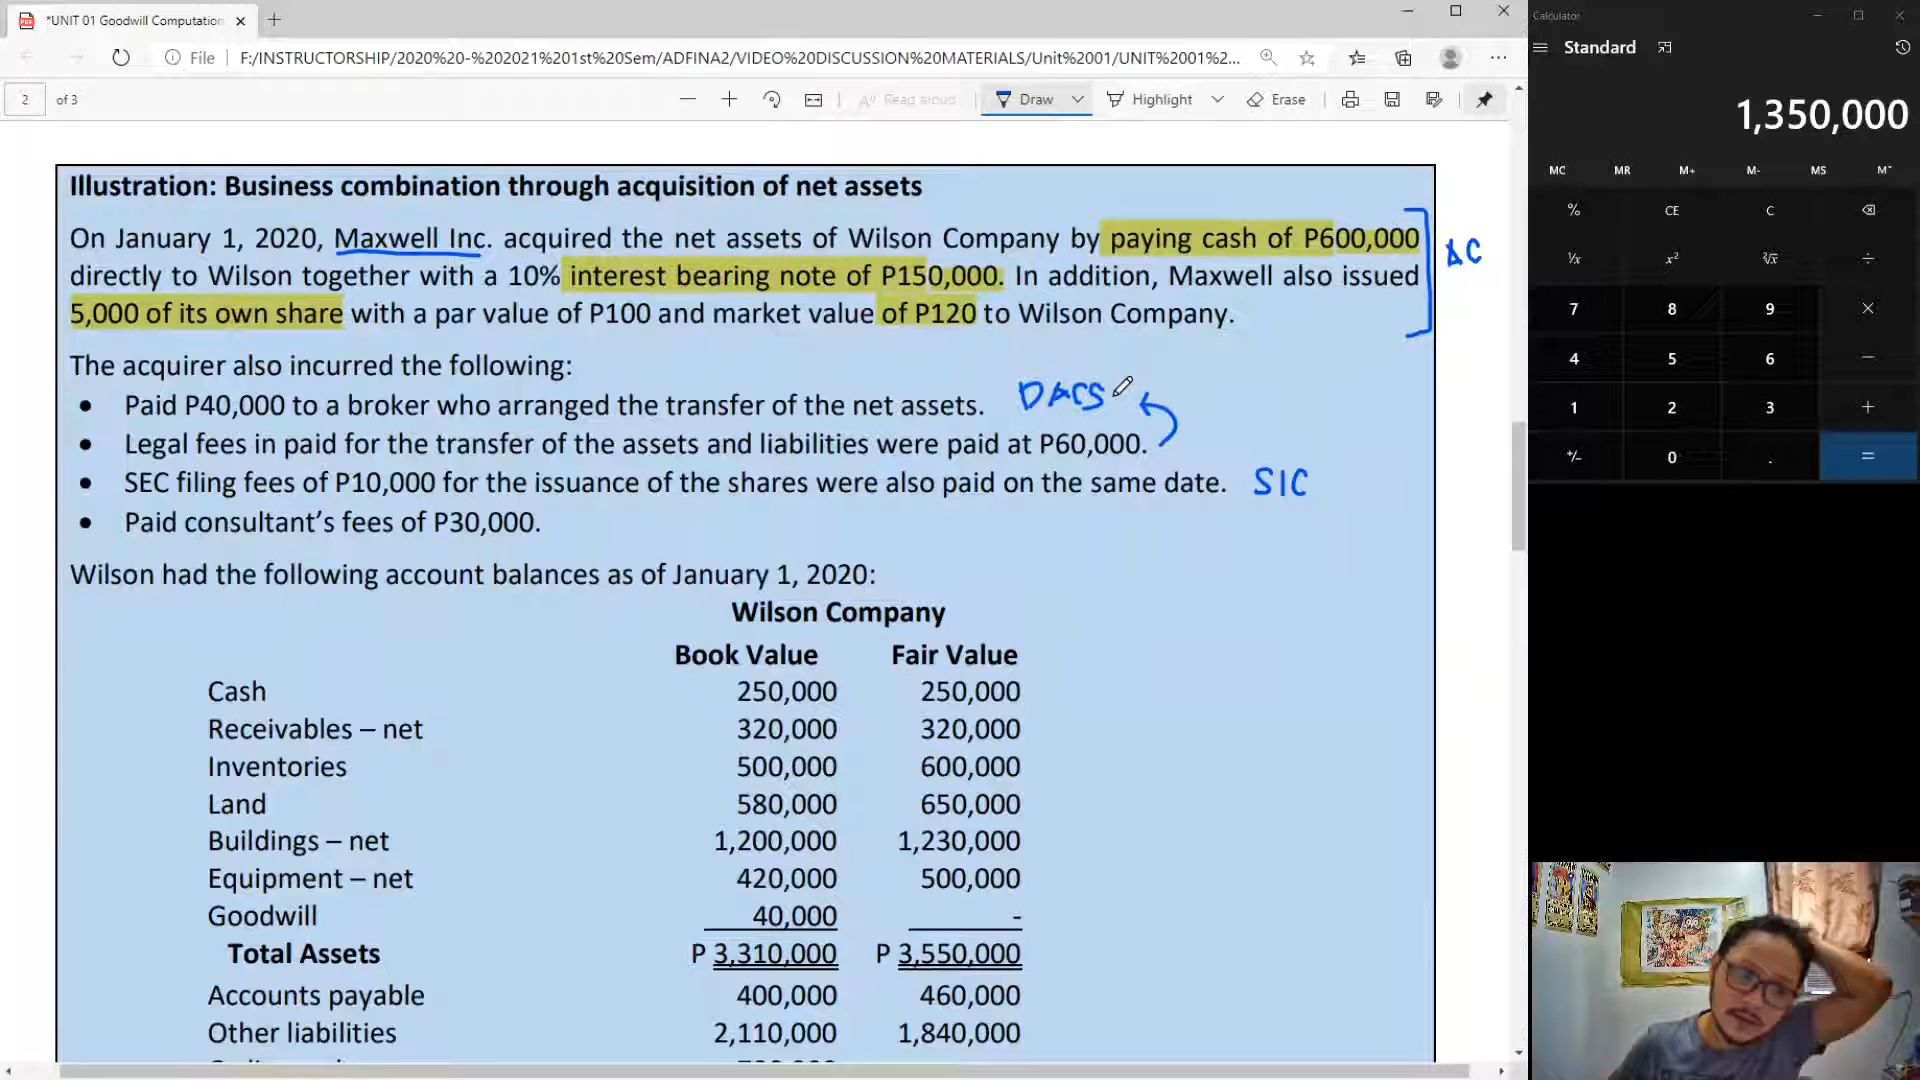 *UNIT 01 Goodwill Computation
File
F:/INSTRUCTORSHIP/2020%20-%202021%201st%20Sem/ADFINA2/VIDEO%20DISCUSSION%20MATERIALS/Unit%2001/UNIT%2001%2...
2 of 3
Read aloud
Draw
Highlight
Erase
Illustration: Business combination through acquisition of net assets
On January 1, 2020, Maxwell Inc. acquired the net assets of Wilson Company by paying cash of P600,000
directly to Wilson together with a 10% interest bearing note of P150,000. In addition, Maxwell also issued
5,000 of its own share with a par value of P100 and market value of P120 to Wilson Company.
AC
The acquirer also incurred the following:
• Paid P40,000 to a broker who arranged the transfer of the net assets. DACS
• Legal fees in paid for the transfer of the assets and liabilities were paid at P60,000.
• SEC filing fees of P10,000 for the issuance of the shares were also paid on the same date. SIC
• Paid consultant's fees of P30,000.
Wilson had the following account balances as of January 1, 2020:
Wilson Company
Book Value Fair Value
Cash 250,000 250,000
Receivables – net 320,000 320,000
Inventories 500,000 600,000
Land 580,000 650,000
Buildings – net 1,200,000 1,230,000
Equipment – net 420,000 500,000
Goodwill 40,000 -
Total Assets P 3,310,000 P 3,550,000
Accounts payable 400,000 460,000
Other liabilities 2,110,000 1,840,000
Calculator
Standard
1,350,000
MC MR M+ M- MS M˅
% CE C
¹/x x² ²√x ÷
7 8 9 ×
4 5 6 −
1 2 3 +
+/- 0 . =